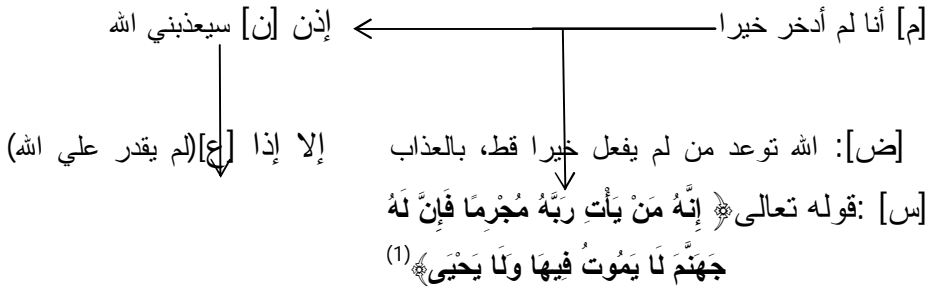 [م] أنا لم أدخر خيرا إذن [ن] سيعذبني الله
[ض]: الله توعد من لم يفعل خيرا قط، بالعذاب إلا إذا [ع](لم يقدر علي الله)
[س] :قوله تعالى﴿ إِنَّهُ مَنْ يَأْتِ رَبَّهُ مُجْرِمًا فَإِنَّ لَهُ
جَهَنَّمَ لَا يَمُوتُ فِيهَا وَلَا يَحْيَى﴾(1)